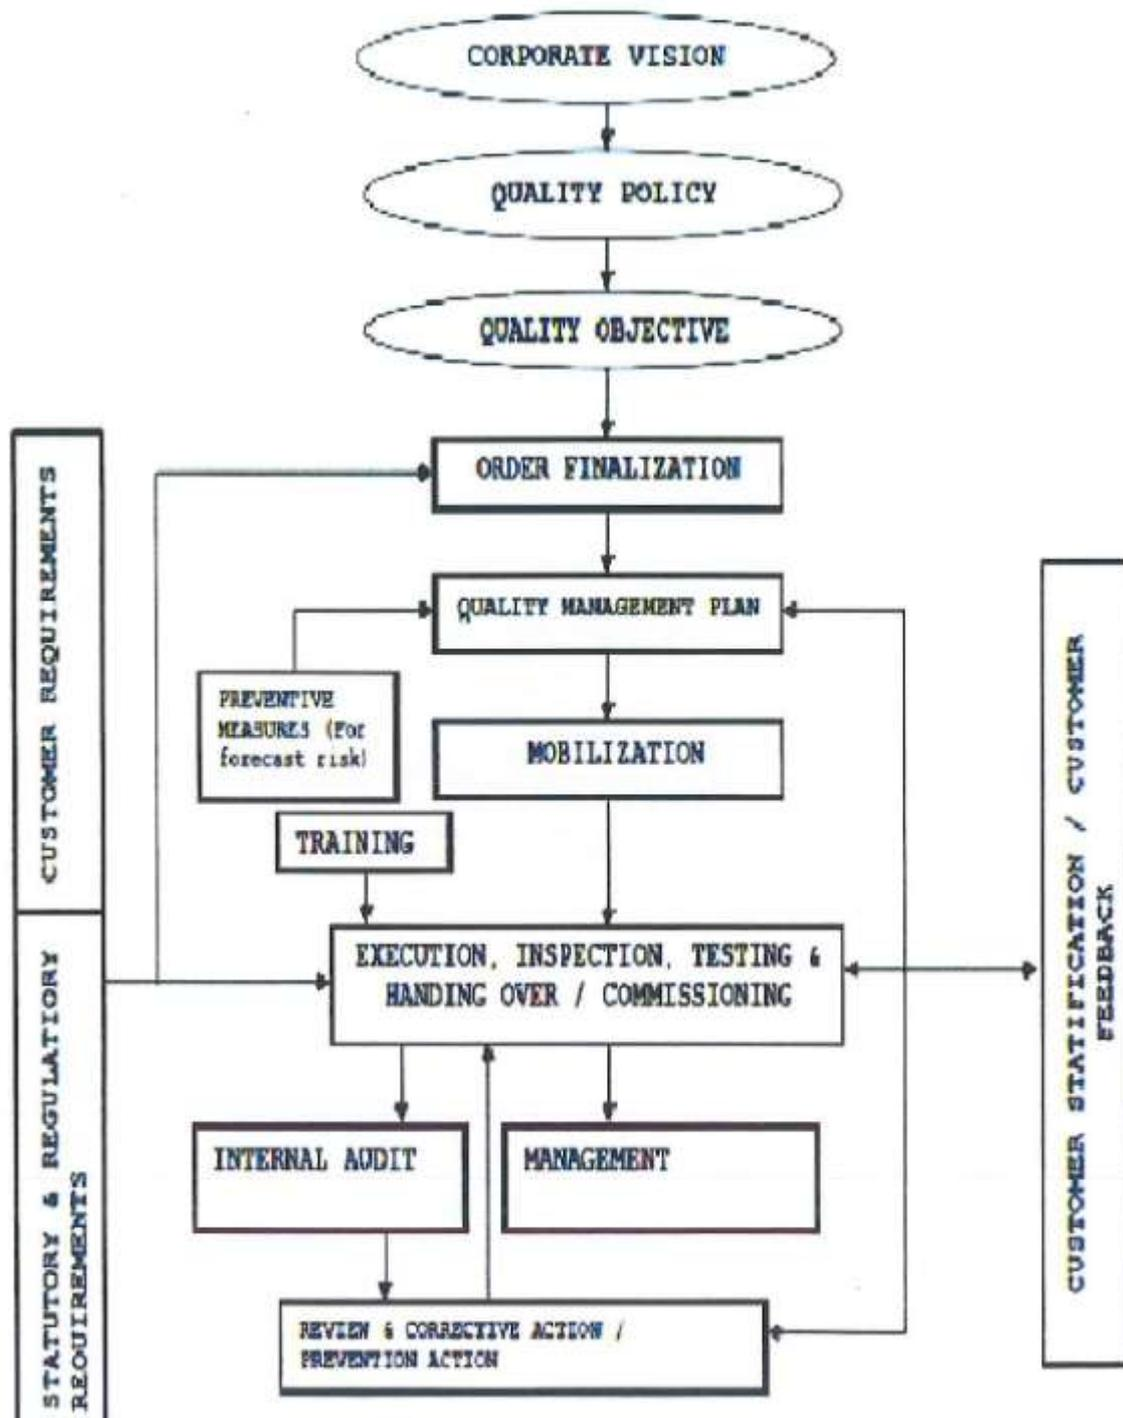 CORPORATE VISION
QUALITY POLICY
QUALITY OBJECTIVE
ORDER FINALIZATION
QUALITY MANAGEMENT PLAN
PREVENTIVE
MEASURES (For
forecast risk)
MOBILIZATION
TRAINING
EXECUTION, INSPECTION, TESTING &
HANDING OVER / COMMISSIONING
INTERNAL AUDIT
MANAGEMENT
REVIEW & CORRECTIVE ACTION /
PREVENTION ACTION
CUSTOMER REQUIREMENTS
STATUTORY & REGULATIORY
REQUIREMENTS
CUSTOMER STATIFICATION / CUSTOMER
FEEDBACK